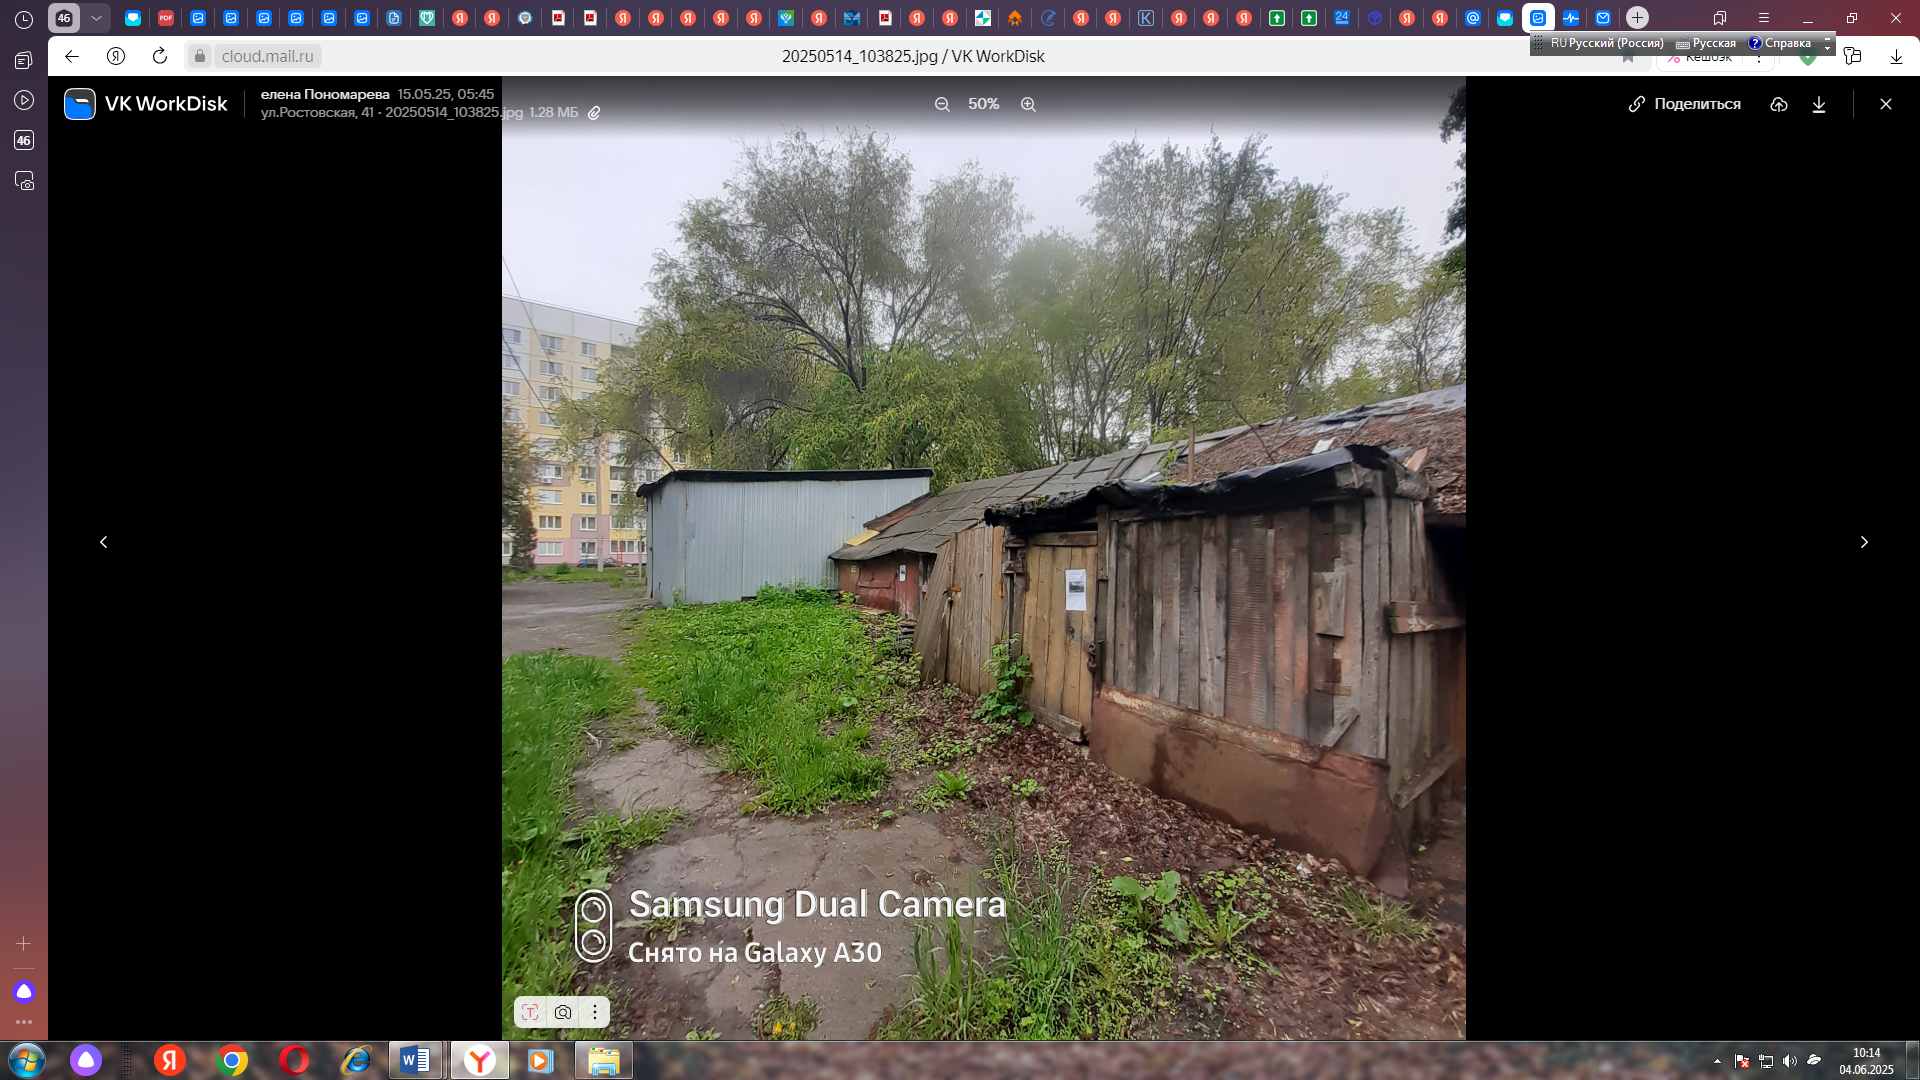 46
24
cloud.mail.ru
20250514_103825.jpg / VK WorkDisk
RU Русский (Россия) Русская Справка
Кешбэк
46
VK WorkDisk
елена Пономарева 15.05.25, 05:45
ул.Ростовская, 41 · 20250514_103825.jpg 1.28 МБ
50%
Поделиться
Samsung Dual Camera
Снято на Galaxy A30
10:14
04.06.2025